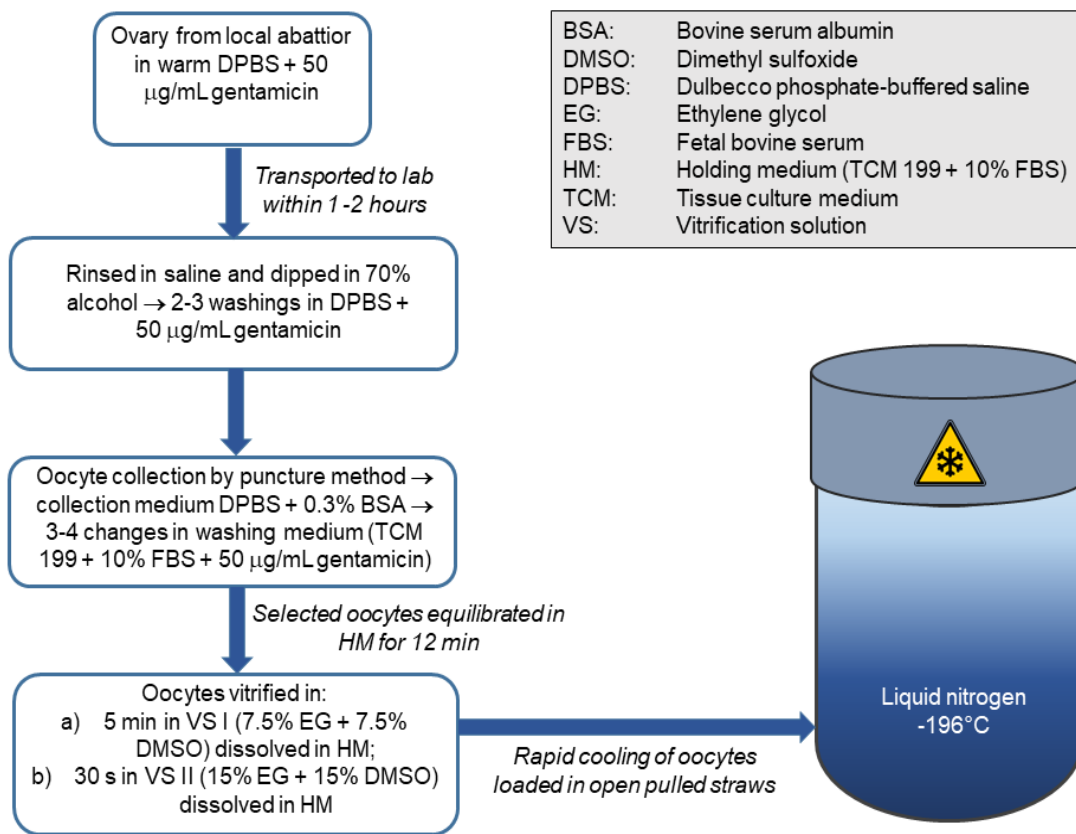 Ovary from local abattior
in warm DPBS + 50
μg/mL gentamicin
Transported to lab
within 1-2 hours
Rinsed in saline and dipped in 70%
alcohol → 2-3 washings in DPBS +
50 μg/mL gentamicin
Oocyte collection by puncture method →
collection medium DPBS + 0.3% BSA →
3-4 changes in washing medium (TCM
199 + 10% FBS + 50 μg/mL gentamicin)
Selected oocytes equilibrated in
HM for 12 min
Oocytes vitrified in:
a) 5 min in VS I (7.5% EG + 7.5%
DMSO) dissolved in HM;
b) 30 s in VS II (15% EG + 15% DMSO)
dissolved in HM
Rapid cooling of oocytes
loaded in open pulled straws
BSA: Bovine serum albumin
DMSO: Dimethyl sulfoxide
DPBS: Dulbecco phosphate-buffered saline
EG: Ethylene glycol
FBS: Fetal bovine serum
HM: Holding medium (TCM 199 + 10% FBS)
TCM: Tissue culture medium
VS: Vitrification solution
Liquid nitrogen
-196°C